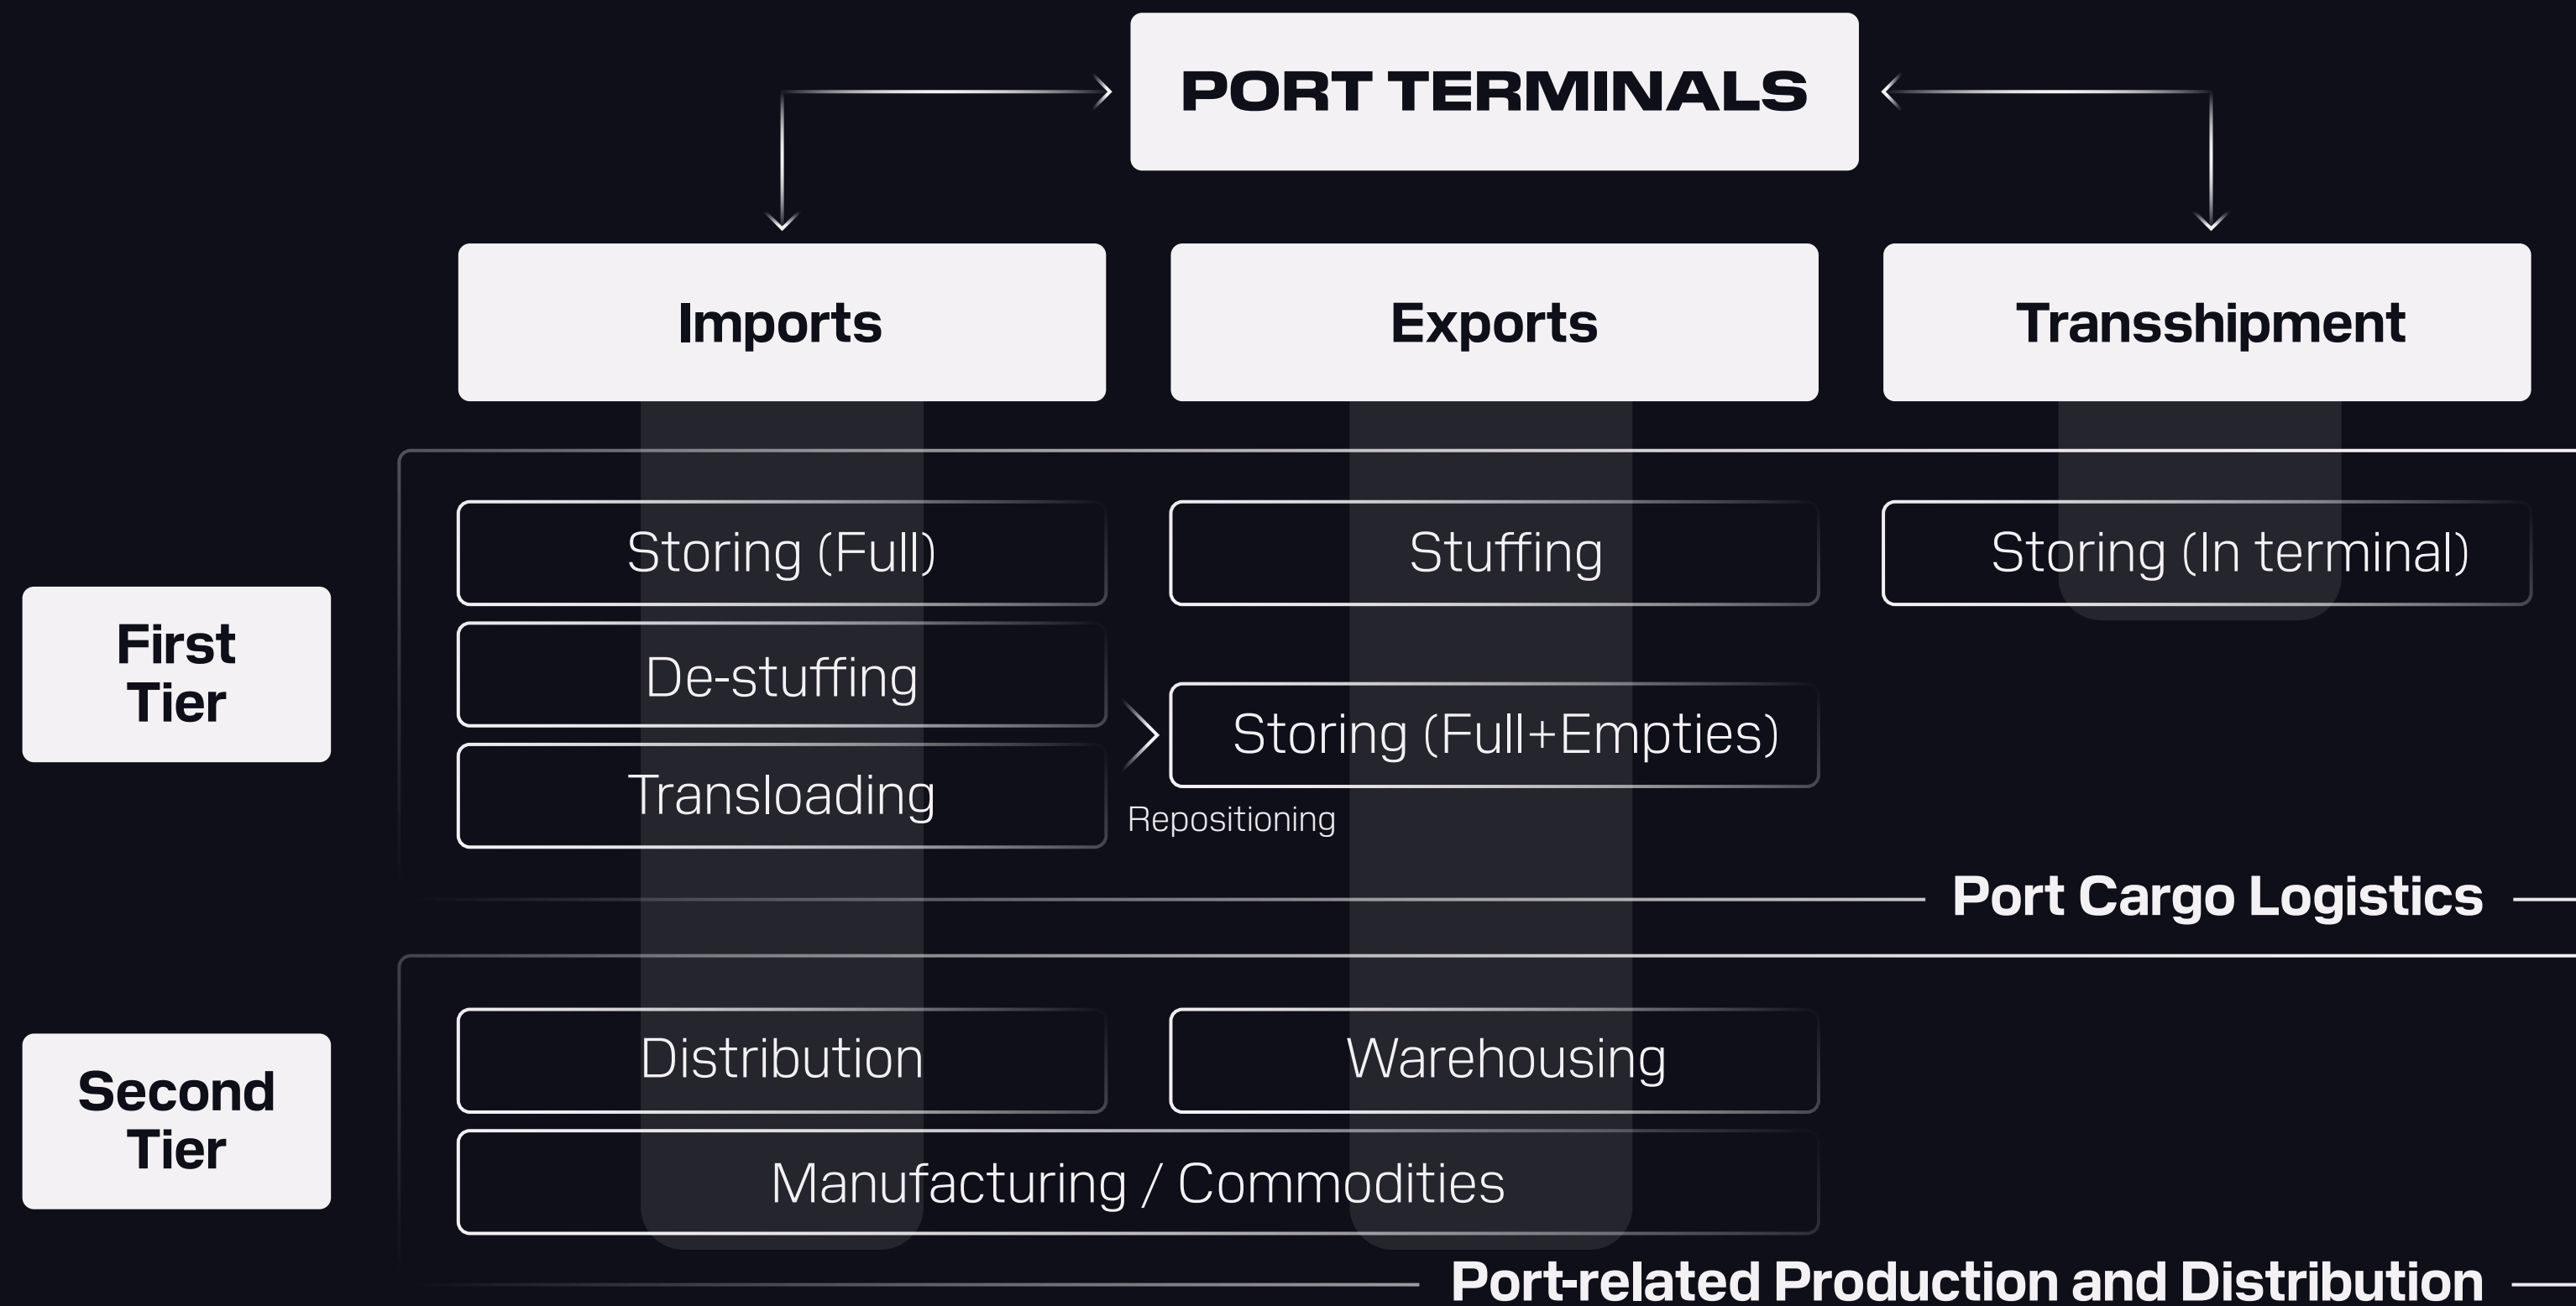 PORT TERMINALS
Imports
Exports
Transshipment
First
Tier
Storing (Full)
Stuffing
Storing (In terminal)
De-stuffing
Storing (Full+Empties)
Transloading
Repositioning
Port Cargo Logistics
Second
Tier
Distribution
Warehousing
Manufacturing / Commodities
Port-related Production and Distribution